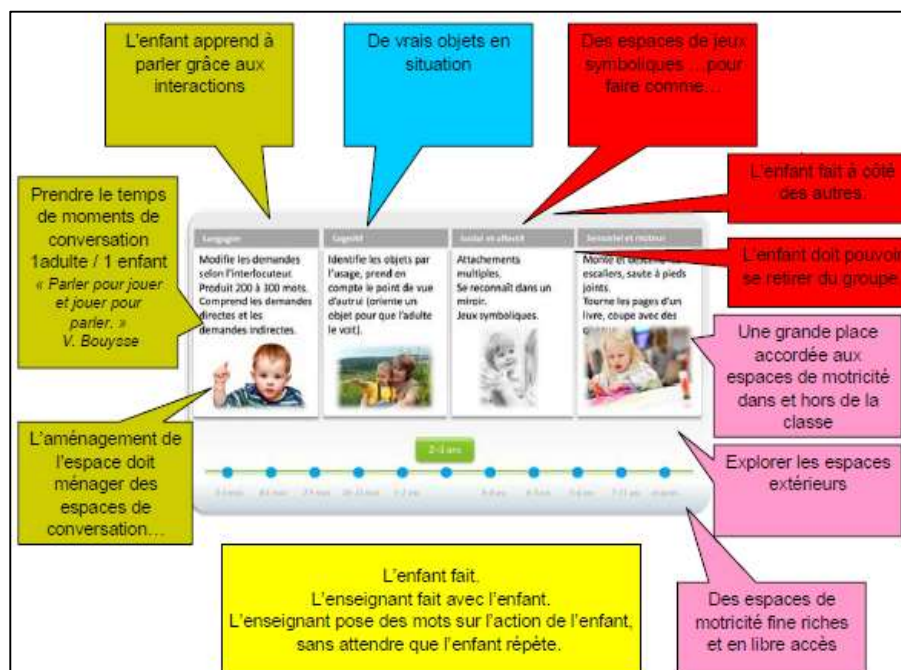 L'enfant apprend à
parler grâce aux
interactions
De vrais objets en
situation
Des espaces de jeux
symboliques …pour
faire comme…
L'enfant fait à côté
des autres.
L'enfant doit pouvoir
se retirer du groupe.
Prendre le temps
de moments de
conversation
1adulte / 1 enfant
« Parler pour jouer
et jouer pour
parler. »
V. Bouysse
Langagier
Modifie les demandes
selon l'interlocuteur.
Produit 200 à 300 mots.
Comprend les demandes
directes et les
demandes indirectes.
Cognitif
Identifie les objets par
l'usage, prend en
compte le point de vue
d'autrui (oriente un
objet pour que l'adulte
le voit).
Social et affectif
Attachements
multiples.
Se reconnaît dans un
miroir.
Jeux symboliques.
Sensoriel et moteur
Monte et descend les
escaliers, saute à pieds
joints.
Tourne les pages d'un
livre, coupe avec des
Une grande place
accordée aux
espaces de motricité
dans et hors de la
classe
L'aménagement de
l'espace doit
ménager des
espaces de
conversation…
Explorer les espaces
extérieurs
2-3 ans
L'enfant fait.
L'enseignant fait avec l'enfant.
L'enseignant pose des mots sur l'action de l'enfant,
sans attendre que l'enfant répète.
Des espaces de
motricité fine riches
et en libre accès